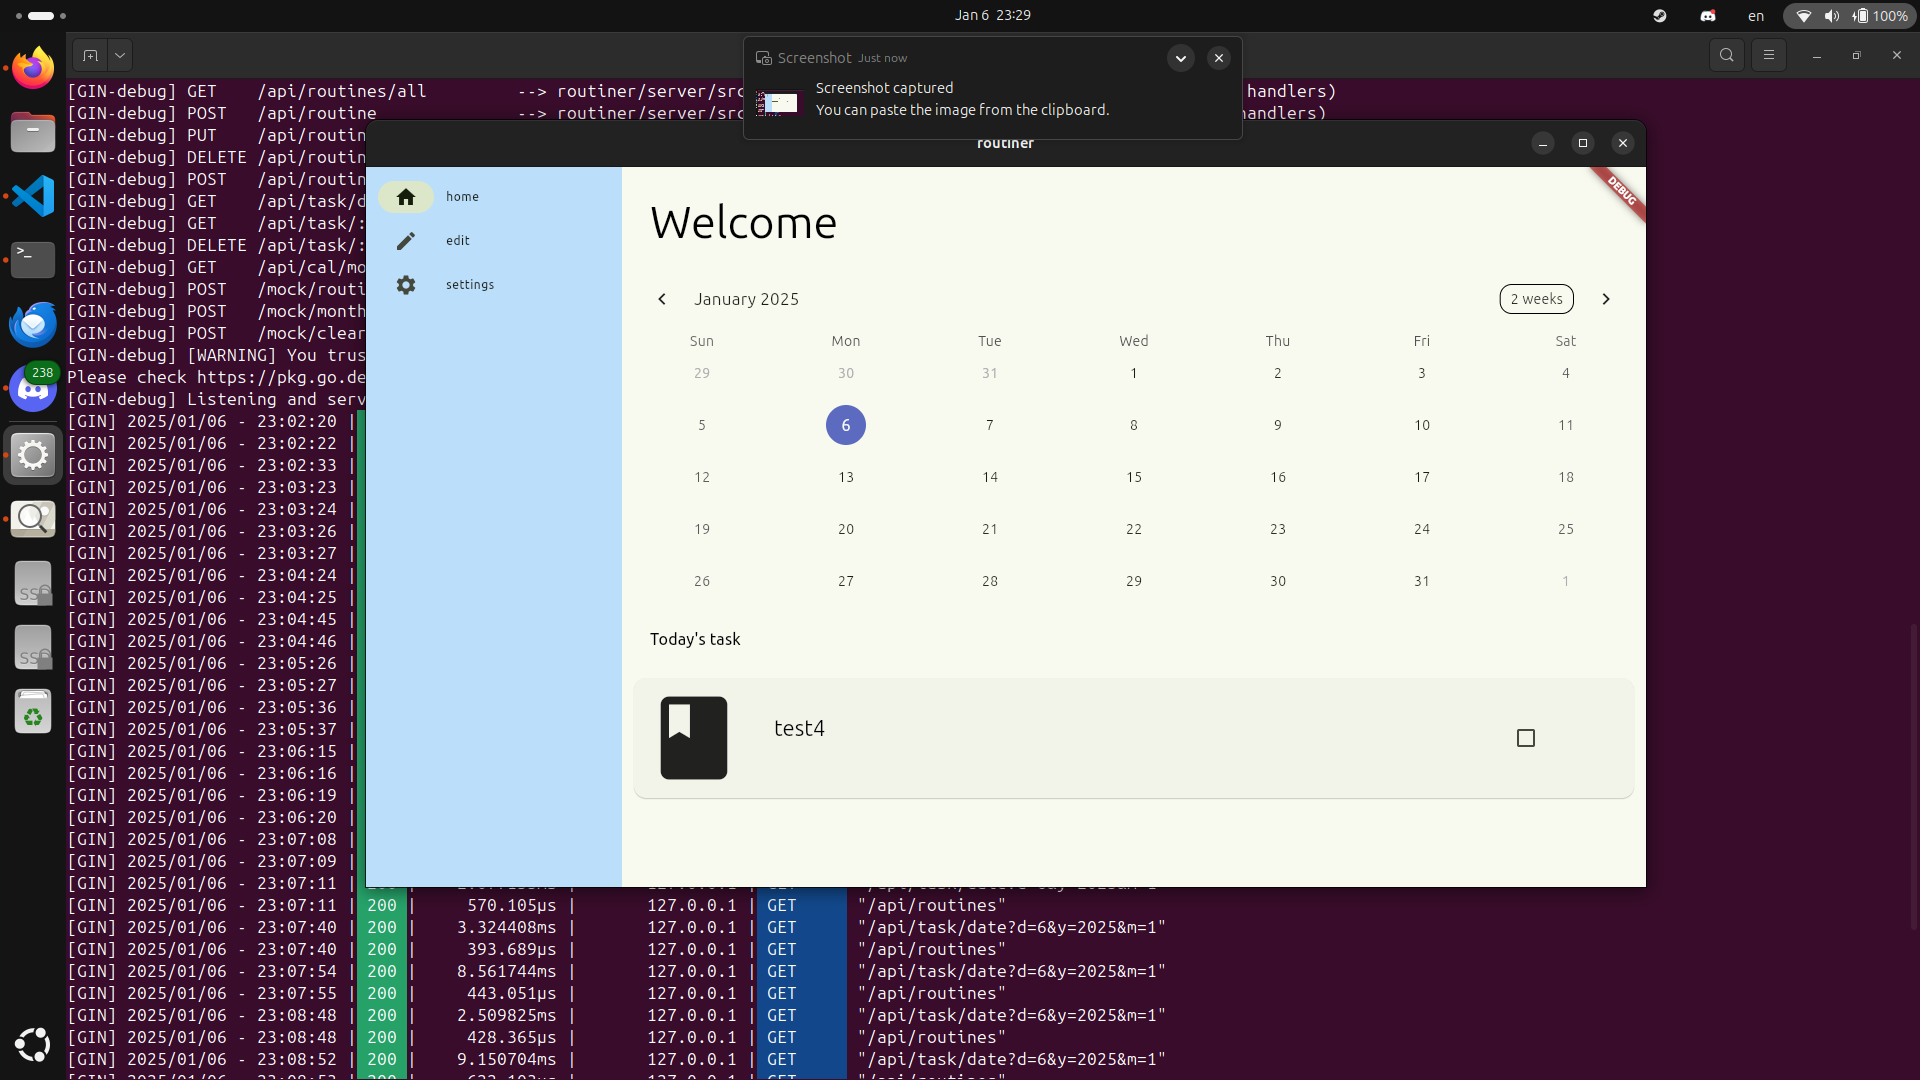 Jan 6 23:29
en
100%
Screenshot Just now
Screenshot captured
You can paste the image from the clipboard.
[GIN-debug] GET /api/routines/all --> routiner/server/src handlers)
[GIN-debug] POST /api/routine --> routiner/server/src handlers)
[GIN-debug] PUT /api/routin
[GIN-debug] DELETE /api/routin
[GIN-debug] POST /api/routin
[GIN-debug] GET /api/task/d
[GIN-debug] GET /api/task/:
[GIN-debug] DELETE /api/task/:
[GIN-debug] GET /api/cal/mo
[GIN-debug] POST /mock/routi
[GIN-debug] POST /mock/month
[GIN-debug] POST /mock/clear
[GIN-debug] [WARNING] You trus
Please check https://pkg.go.de
[GIN-debug] Listening and serv
[GIN] 2025/01/06 - 23:02:20 |
[GIN] 2025/01/06 - 23:02:22 |
[GIN] 2025/01/06 - 23:02:33 |
[GIN] 2025/01/06 - 23:03:23 |
[GIN] 2025/01/06 - 23:03:24 |
[GIN] 2025/01/06 - 23:03:26 |
[GIN] 2025/01/06 - 23:03:27 |
[GIN] 2025/01/06 - 23:04:24 |
[GIN] 2025/01/06 - 23:04:25 |
[GIN] 2025/01/06 - 23:04:45 |
[GIN] 2025/01/06 - 23:04:46 |
[GIN] 2025/01/06 - 23:05:26 |
[GIN] 2025/01/06 - 23:05:27 |
[GIN] 2025/01/06 - 23:05:36 |
[GIN] 2025/01/06 - 23:05:37 |
[GIN] 2025/01/06 - 23:06:15 |
[GIN] 2025/01/06 - 23:06:16 |
[GIN] 2025/01/06 - 23:06:19 |
[GIN] 2025/01/06 - 23:06:20 |
[GIN] 2025/01/06 - 23:07:08 |
[GIN] 2025/01/06 - 23:07:09 |
[GIN] 2025/01/06 - 23:07:11 |
[GIN] 2025/01/06 - 23:07:11 | 200 | 570.105µs | 127.0.0.1 | GET "/api/routines"
[GIN] 2025/01/06 - 23:07:40 | 200 | 3.324408ms | 127.0.0.1 | GET "/api/task/date?d=6&y=2025&m=1"
[GIN] 2025/01/06 - 23:07:40 | 200 | 393.689µs | 127.0.0.1 | GET "/api/routines"
[GIN] 2025/01/06 - 23:07:54 | 200 | 8.561744ms | 127.0.0.1 | GET "/api/task/date?d=6&y=2025&m=1"
[GIN] 2025/01/06 - 23:07:55 | 200 | 443.051µs | 127.0.0.1 | GET "/api/routines"
[GIN] 2025/01/06 - 23:08:48 | 200 | 2.509825ms | 127.0.0.1 | GET "/api/task/date?d=6&y=2025&m=1"
[GIN] 2025/01/06 - 23:08:48 | 200 | 428.365µs | 127.0.0.1 | GET "/api/routines"
[GIN] 2025/01/06 - 23:08:52 | 200 | 9.150704ms | 127.0.0.1 | GET "/api/task/date?d=6&y=2025&m=1"
238
routiner
DEBUG
home
edit
settings
Welcome
January 2025
2 weeks
Sun Mon Tue Wed Thu Fri Sat
29 30 31 1 2 3 4
5 6 7 8 9 10 11
12 13 14 15 16 17 18
19 20 21 22 23 24 25
26 27 28 29 30 31 1
Today's task
test4